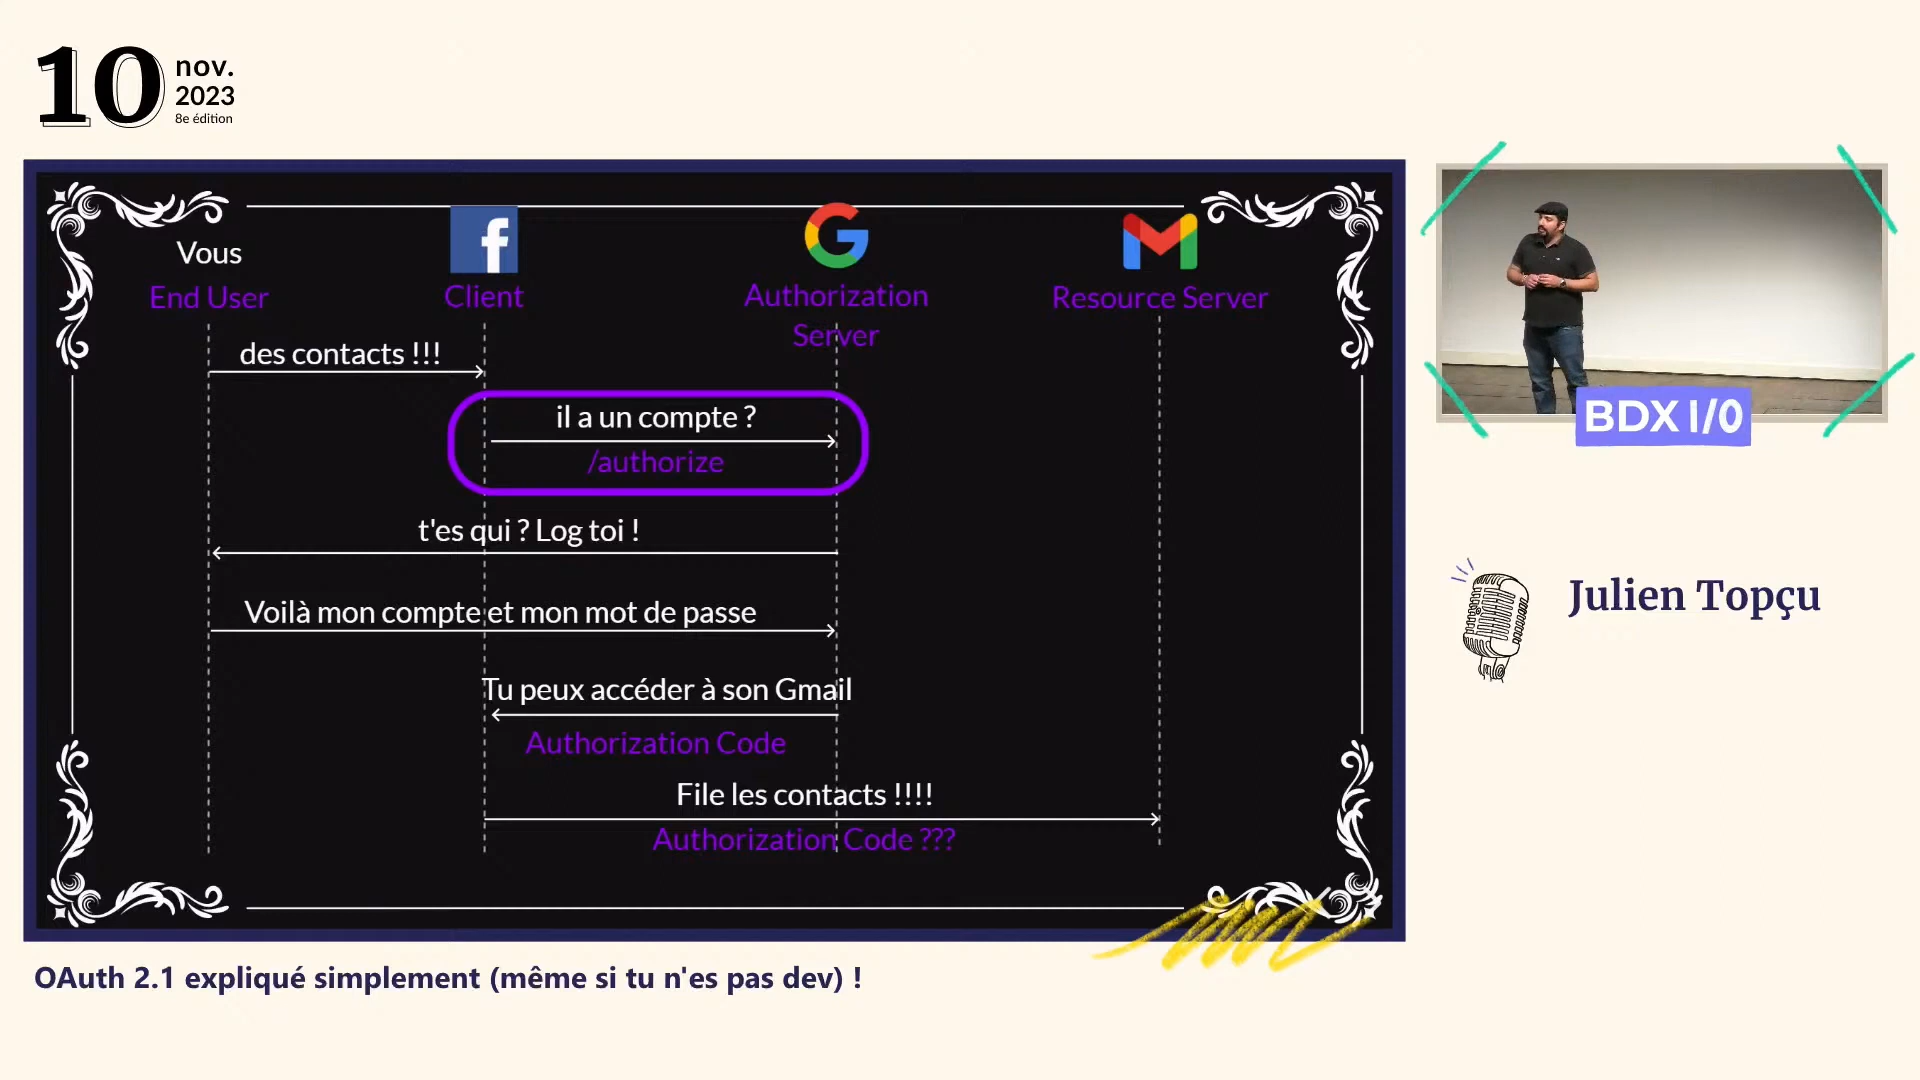 10
nov.
2023
8e édition
Vous
End User
Client
Authorization
Server
Resource Server
des contacts !!!
il a un compte ?
/authorize
t'es qui ? Log toi !
Voilà mon compte et mon mot de passe
Tu peux accéder à son Gmail
Authorization Code
File les contacts !!!!
Authorization Code ???
BDX I/O
Julien Topçu
OAuth 2.1 expliqué simplement (même si tu n'es pas dev) !